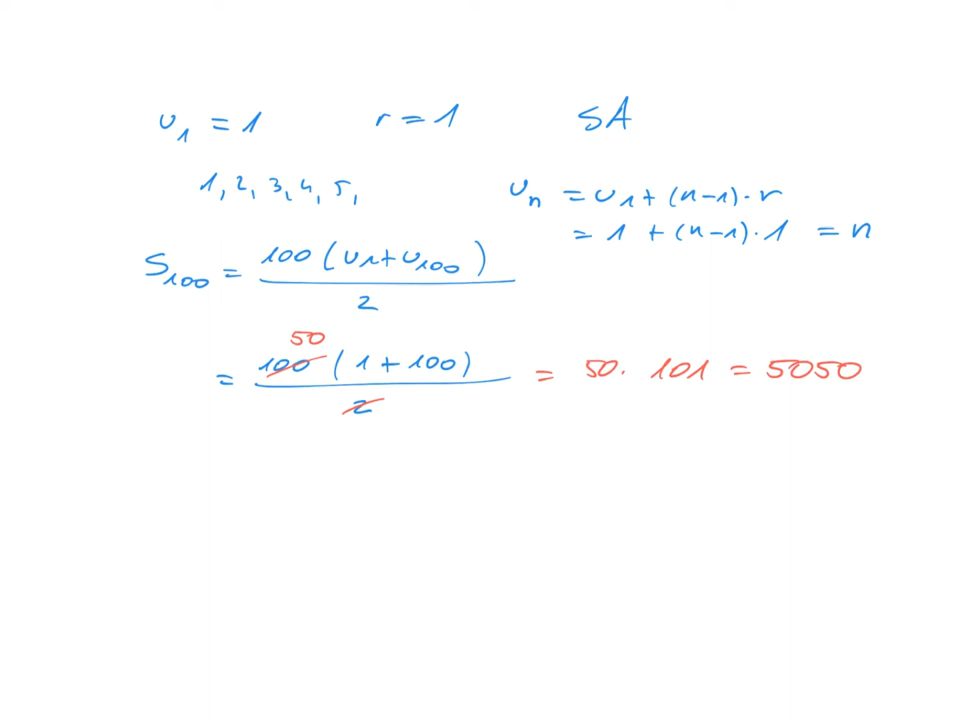 u₁ = 1 r = 1 SA
1, 2, 3, 4, 5,
uₙ = u₁ + (n-1) · r
= 1 + (n-1) · 1 = n
S₁₀₀ = 100 (u₁ + u₁₀₀) / 2
50
= 100 (1 + 100) / 2 = 50 · 101 = 5050